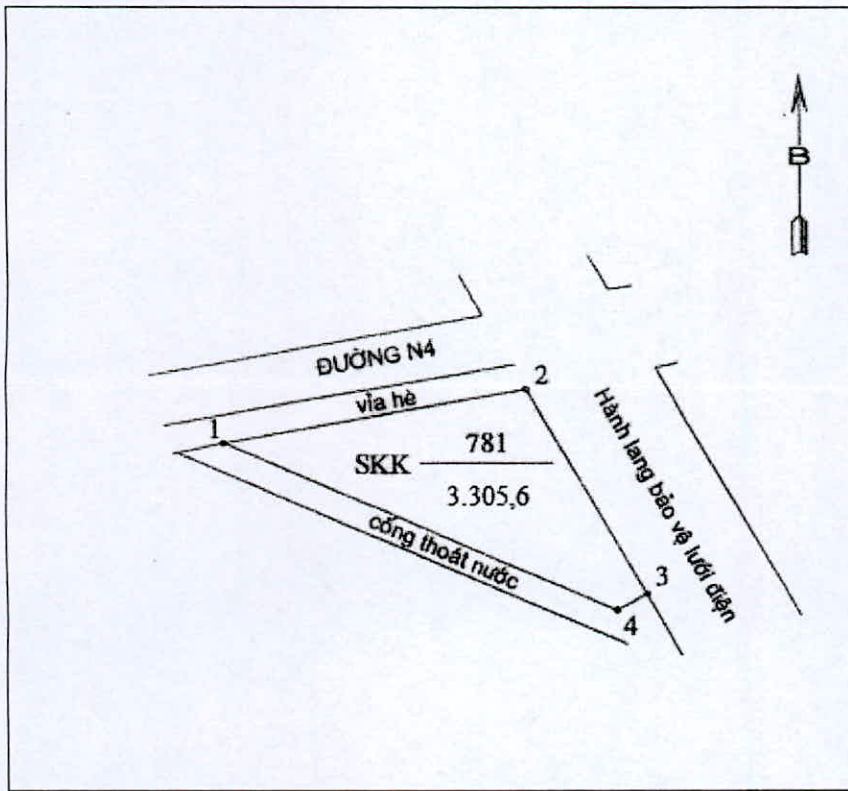 B
ĐƯỜNG N4
vỉa hè
1
2
SKK 781
3.305,6
cống thoát nước
Hành lang bảo vệ lưới điện
3
4